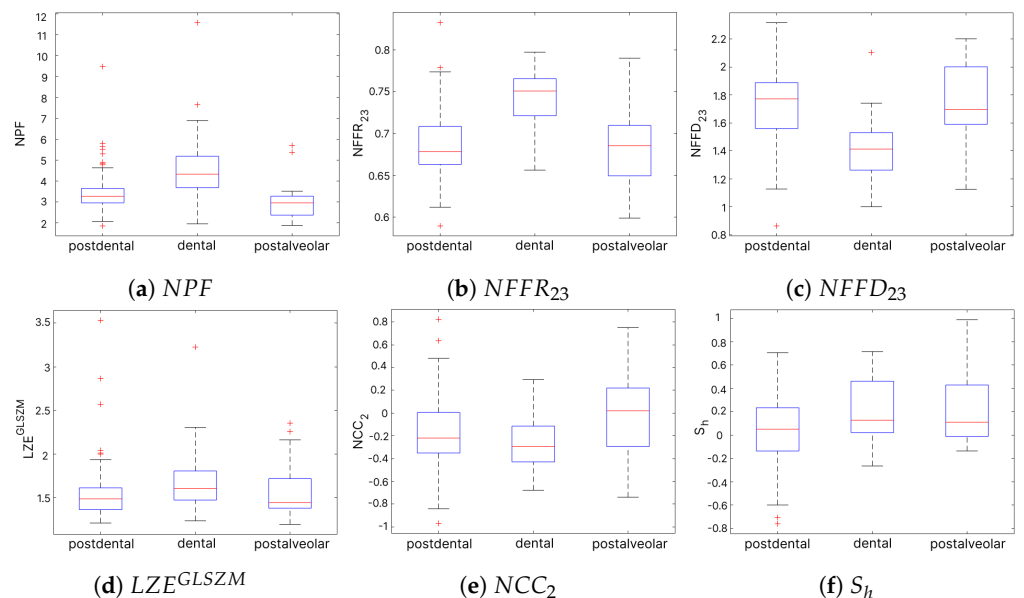 12
11
10
9
8
7
6
5
4
3
2
NPF
postdental dental postalveolar
(a) NPF
0.8
0.75
0.7
0.65
0.6
NFFR23
postdental dental postalveolar
(b) NFFR23
2.2
2
1.8
1.6
1.4
1.2
1
0.8
NFFD23
postdental dental postalveolar
(c) NFFD23
3.5
3
2.5
2
1.5
LZE^GLSZM
postdental dental postalveolar
(d) LZE^GLSZM
0.8
0.6
0.4
0.2
0
-0.2
-0.4
-0.6
-0.8
-1
NCC2
postdental dental postalveolar
(e) NCC2
1
0.8
0.6
0.4
0.2
0
-0.2
-0.4
-0.6
-0.8
Sh
postdental dental postalveolar
(f) Sh